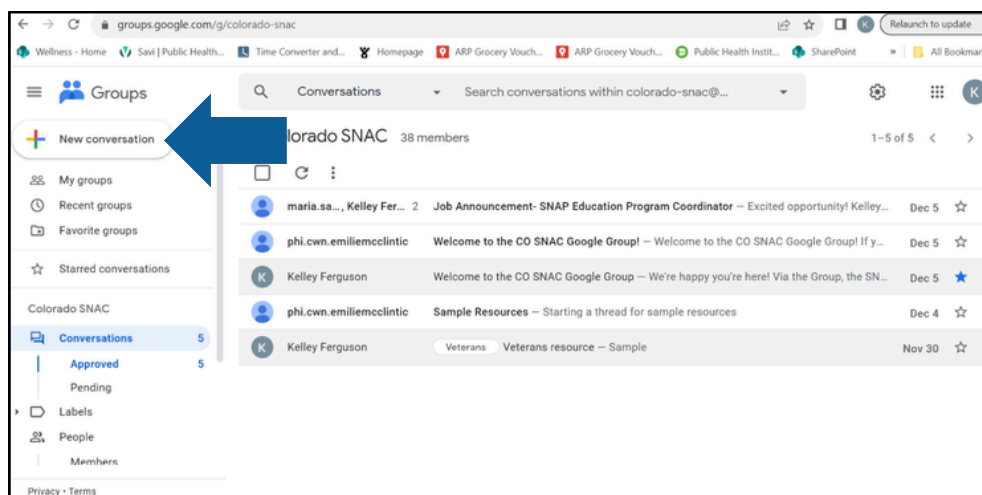 groups.google.com/g/colorado-snac
Relaunch to update
Wellness - Home Savi | Public Health... Time Converter and... Homepage ARP Grocery Vouch... ARP Grocery Vouch... Public Health Instit... SharePoint » All Bookmar
Groups
Conversations Search conversations within colorado-snac@...
K
New conversation
lorado SNAC 38 members
1–5 of 5
My groups
Recent groups
Favorite groups
Starred conversations
Colorado SNAC
Conversations 5
Approved 5
Pending
Labels
People
Members
Privacy • Terms
maria.sa..., Kelley Fer... 2 Job Announcement- SNAP Education Program Coordinator – Excited opportunity! Kelley... Dec 5
phi.cwn.emiliemcclintic Welcome to the CO SNAC Google Group! – Welcome to the CO SNAC Google Group! If y... Dec 5
K Kelley Ferguson Welcome to the CO SNAC Google Group – We're happy you're here! Via the Group, the SN... Dec 5
phi.cwn.emiliemcclintic Sample Resources – Starting a thread for sample resources Dec 4
K Kelley Ferguson Veterans Veterans resource – Sample Nov 30